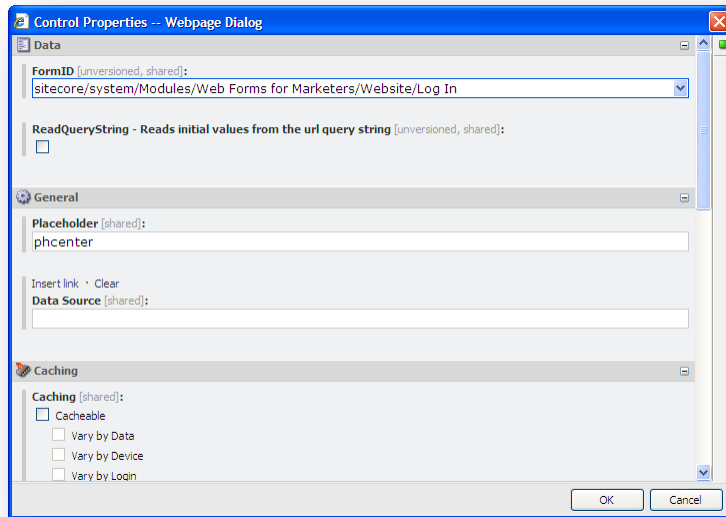 Control Properties -- Webpage Dialog
Data
FormID [unversioned, shared]:
sitecore/system/Modules/Web Forms for Marketers/Website/Log In
ReadQueryString - Reads initial values from the url query string [unversioned, shared]:
General
Placeholder [shared]:
phcenter
Insert link · Clear
Data Source [shared]:
Caching
Caching [shared]:
Cacheable
Vary by Data
Vary by Device
Vary by Login
OK Cancel